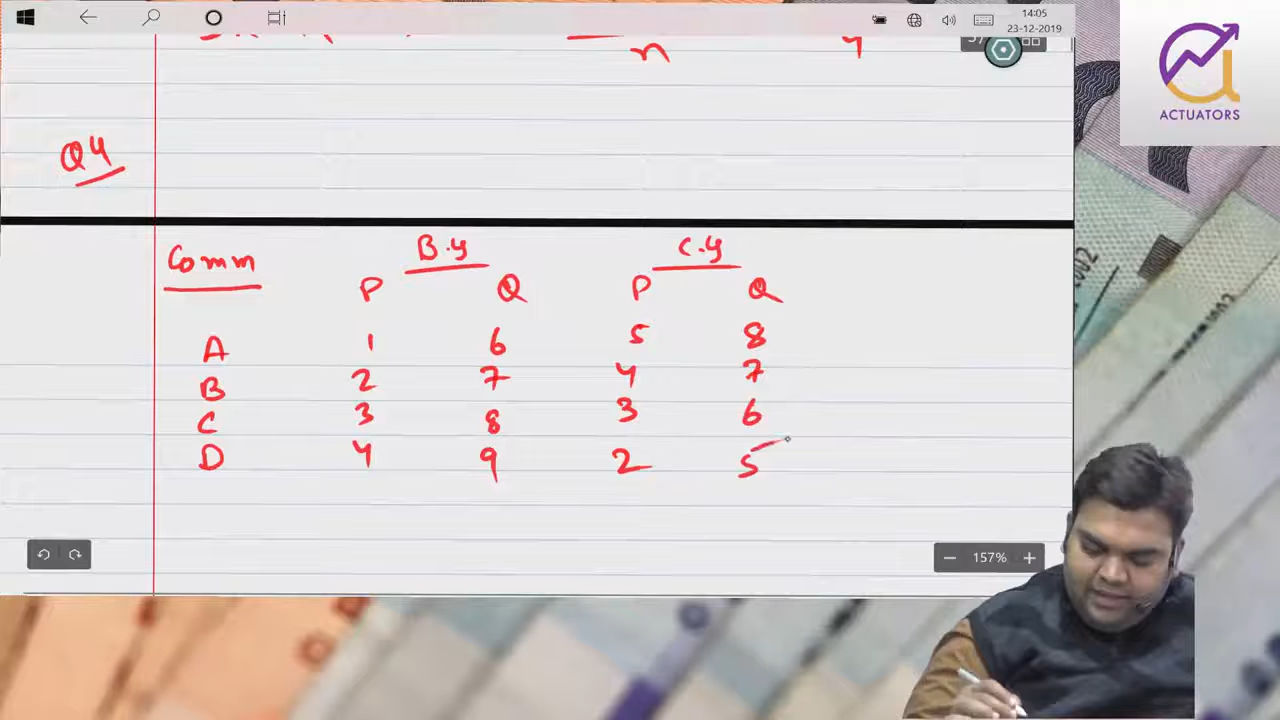 14:05
23-12-2019
n
ACTUATORS
Q4
Comm B.Y C.Y
P Q P Q
A 1 6 5 8
B 2 7 4 7
C 3 8 3 6
D 4 9 2 5
157%